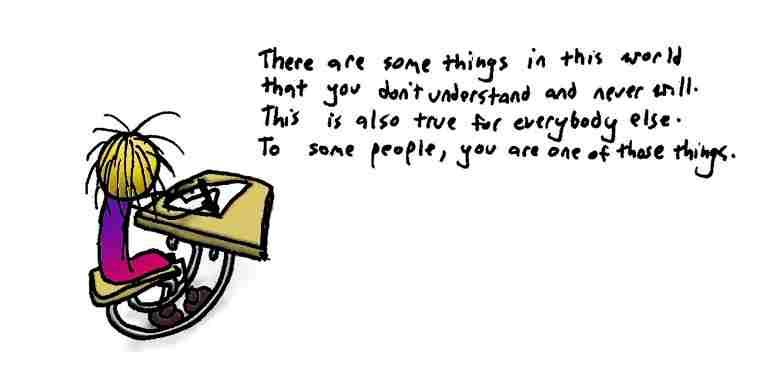 There are some things in this world
that you don't understand and never will.
This is also true for everybody else.
To some people, you are one of those things.